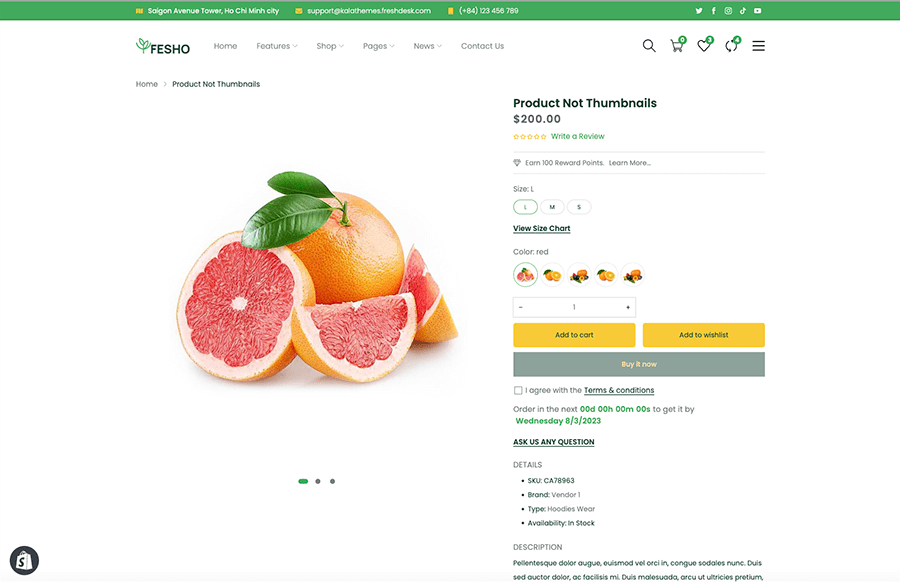 Saigon Avenue Tower, Ho Chi Minh city support@kalathemes.freshdesk.com (+84) 123 456 789
FESHO Home Features Shop Pages News Contact Us 0 3 4
Home > Product Not Thumbnails
Product Not Thumbnails
$200.00
Write a Review
Earn 100 Reward Points. Learn More...
Size: L
L M S
View Size Chart
Color: red
- 1 +
Add to cart Add to wishlist
Buy it now
I agree with the Terms & conditions
Order in the next 00d 00h 00m 00s to get it by
Wednesday 8/3/2023
ASK US ANY QUESTION
DETAILS
SKU: CA78963
Brand: Vendor 1
Type: Hoodies Wear
Availability: In Stock
DESCRIPTION
Pellentesque dolor augue, euismod vel orci in, congue sodales nunc. Duis
sed auctor dolor, ac facilisis mi. Duis malesuada, arcu ut ultricies pretium,